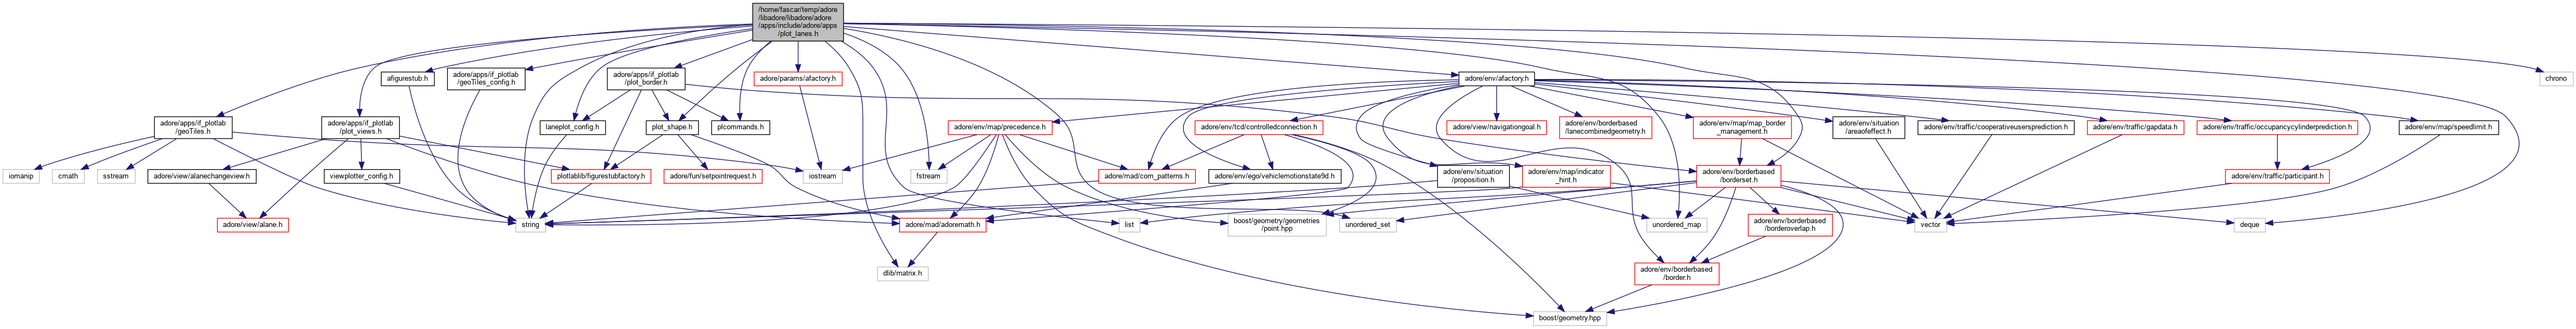 /home/fascar/temp/adore
/libadore/libadore/adore
/apps/include/adore/apps
/plot_lanes.h
adore/apps/if_plotlab
/geoTiles.h
adore/apps/if_plotlab
/plot_views.h
afigurestub.h
adore/apps/if_plotlab
/geoTiles_config.h
adore/apps/if_plotlab
/plot_border.h
adore/params/afactory.h
adore/env/afactory.h
chrono
laneplot_config.h
plot_shape.h
plcommands.h
adore/env/map/precedence.h
adore/env/tcd/controlledconnection.h
adore/view/navigationgoal.h
adore/env/borderbased
/lanecombinedgeometry.h
adore/env/map/map_border
_management.h
adore/env/situation
/areaofeffect.h
adore/env/traffic/cooperativeusersprediction.h
adore/env/traffic/gapdata.h
adore/env/traffic/occupancycylinderprediction.h
adore/env/map/speedlimit.h
iomanip
cmath
sstream
adore/view/alanechangeview.h
viewplotter_config.h
plotlablib/figurestubfactory.h
adore/fun/setpointrequest.h
iostream
fstream
adore/mad/com_patterns.h
adore/env/ego/vehiclemotionstate9d.h
adore/env/situation
/proposition.h
adore/env/map/indicator
_hint.h
adore/env/borderbased
/borderset.h
adore/env/traffic/participant.h
adore/view/alane.h
string
adore/mad/adoremath.h
list
boost/geometry/geometries
/point.hpp
unordered_set
unordered_map
adore/env/borderbased
/borderoverlap.h
vector
deque
dlib/matrix.h
adore/env/borderbased
/border.h
boost/geometry.hpp